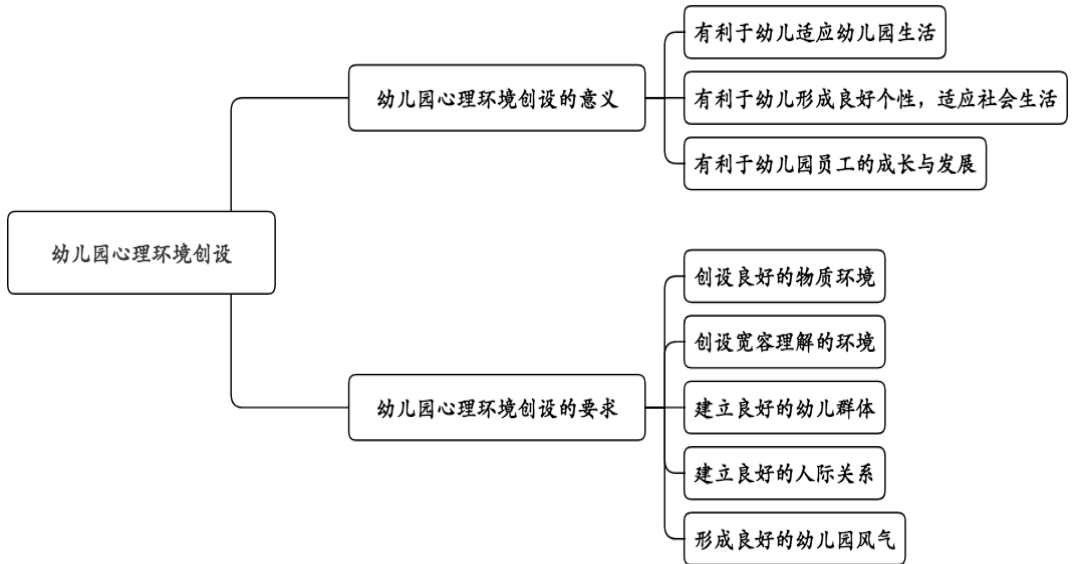 幼儿园心理环境创设
幼儿园心理环境创设的意义
有利于幼儿适应幼儿园生活
有利于幼儿形成良好个性，适应社会生活
有利于幼儿园员工的成长与发展
幼儿园心理环境创设的要求
创设良好的物质环境
创设宽容理解的环境
建立良好的幼儿群体
建立良好的人际关系
形成良好的幼儿园风气